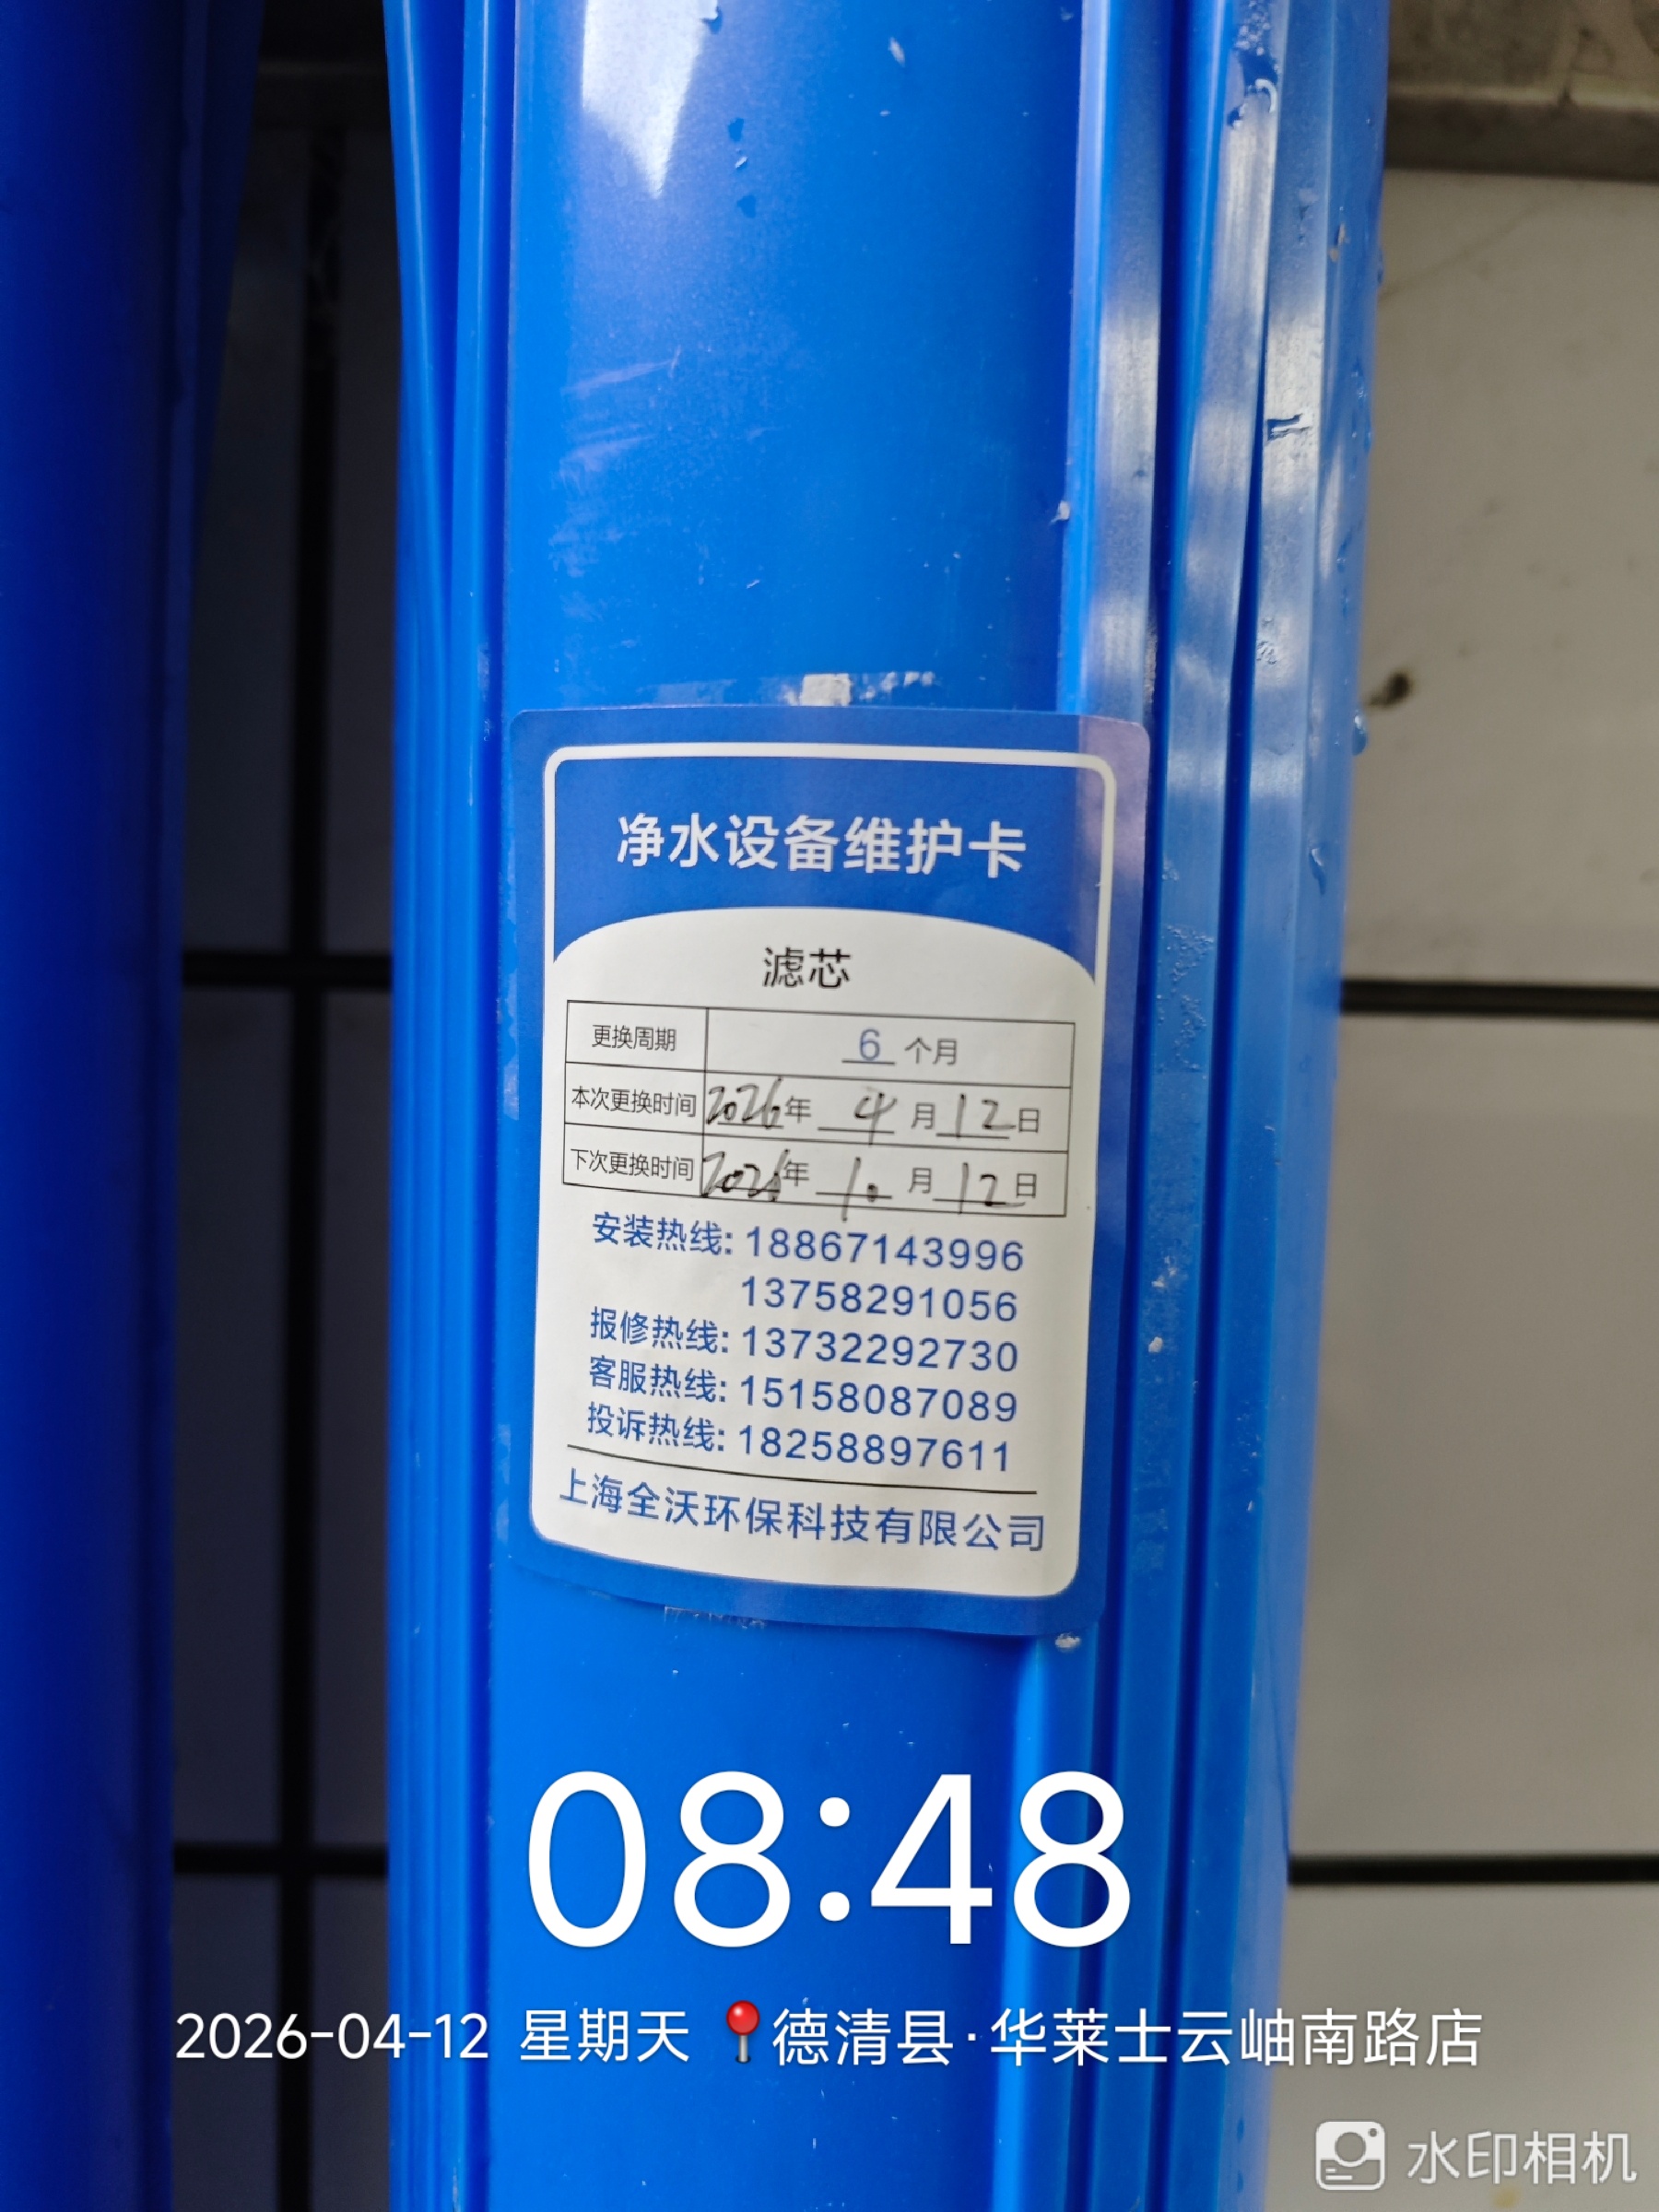 净水设备维护卡
滤芯
更换周期 6 个月
本次更换时间 2026年 4 月 12 日
下次更换时间 2026年 10 月 12 日
安装热线: 18867143996
13758291056
报修热线: 13732292730
客服热线: 15158087089
投诉热线: 18258897611
上海全沃环保科技有限公司
08:48
2026-04-12 星期天 📍德清县·华莱士云岫南路店
水印相机